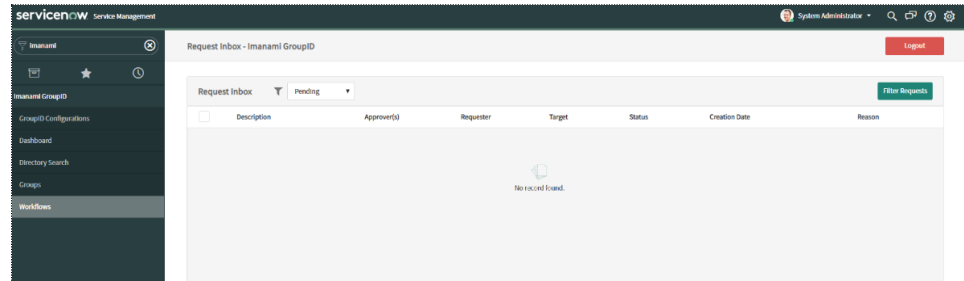 servicenow Service Management
System Administrator
Imanami
Request Inbox - Imanami GroupID
Logout
Imanami GroupID
Request Inbox
Pending
Filter Requests
GroupID Configurations
Description Approver(s) Requester Target Status Creation Date Reason
Dashboard
Directory Search
Groups
No record found.
Workflows